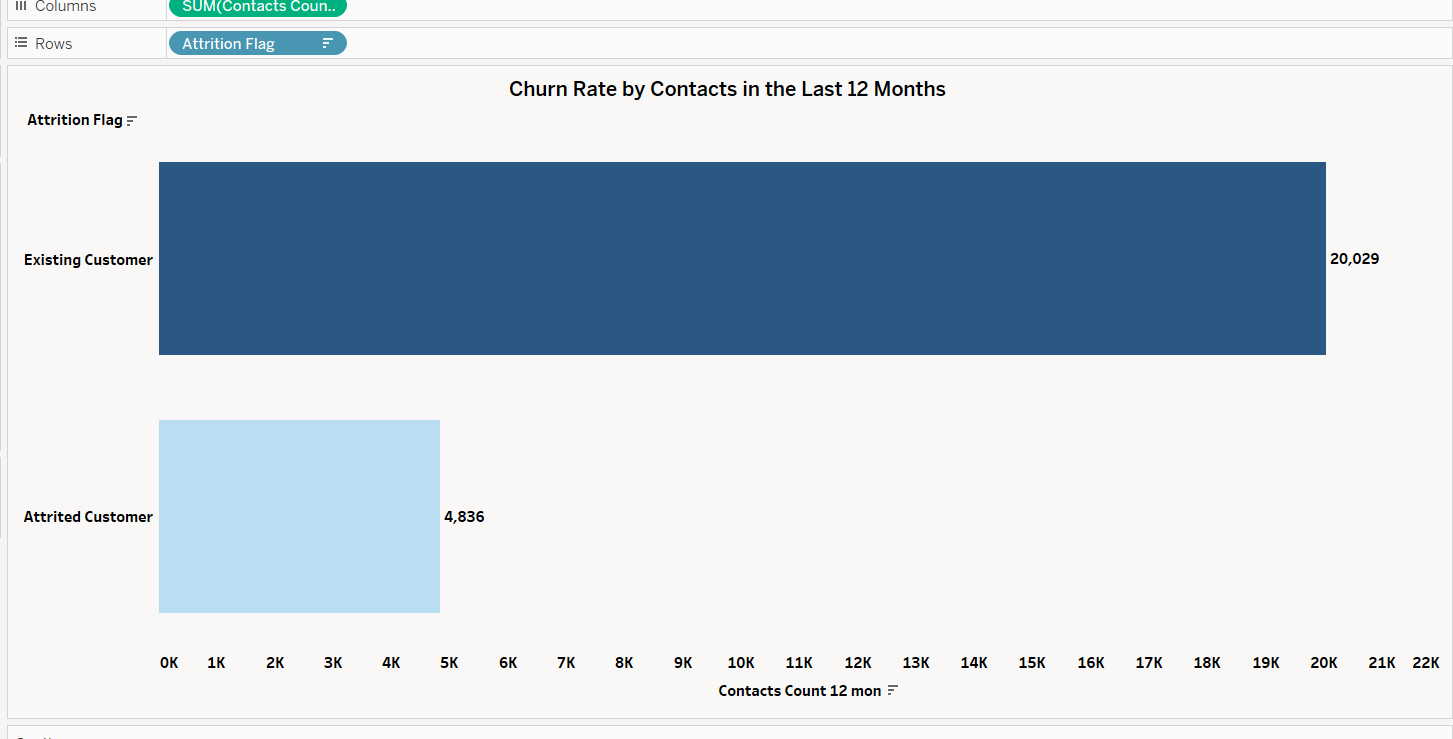 Columns SUM(Contacts Coun..
Rows Attrition Flag
Churn Rate by Contacts in the Last 12 Months
Attrition Flag
Existing Customer 20,029
Attrited Customer 4,836
0K 1K 2K 3K 4K 5K 6K 7K 8K 9K 10K 11K 12K 13K 14K 15K 16K 17K 18K 19K 20K 21K 22K
Contacts Count 12 mon